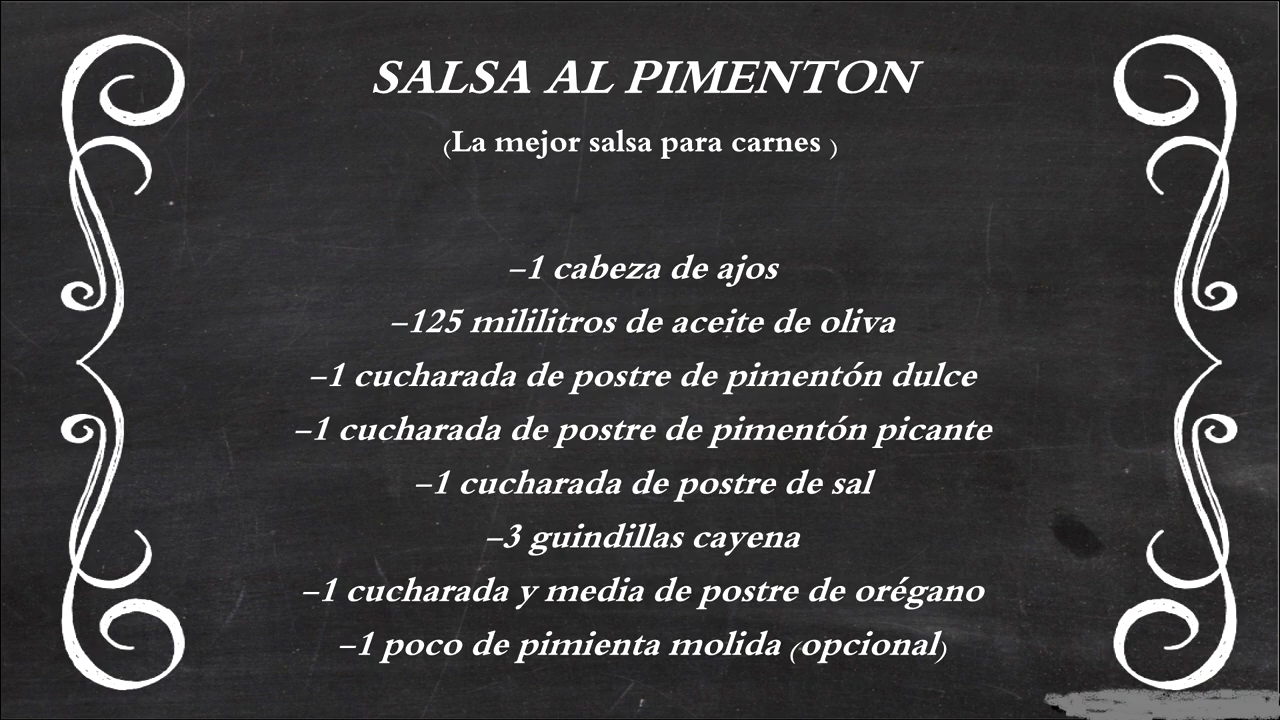 SALSA AL PIMENTON
(La mejor salsa para carnes )
–1 cabeza de ajos
–125 mililitros de aceite de oliva
–1 cucharada de postre de pimentón dulce
–1 cucharada de postre de pimentón picante
–1 cucharada de postre de sal
–3 guindillas cayena
–1 cucharada y media de postre de orégano
–1 poco de pimienta molida (opcional)